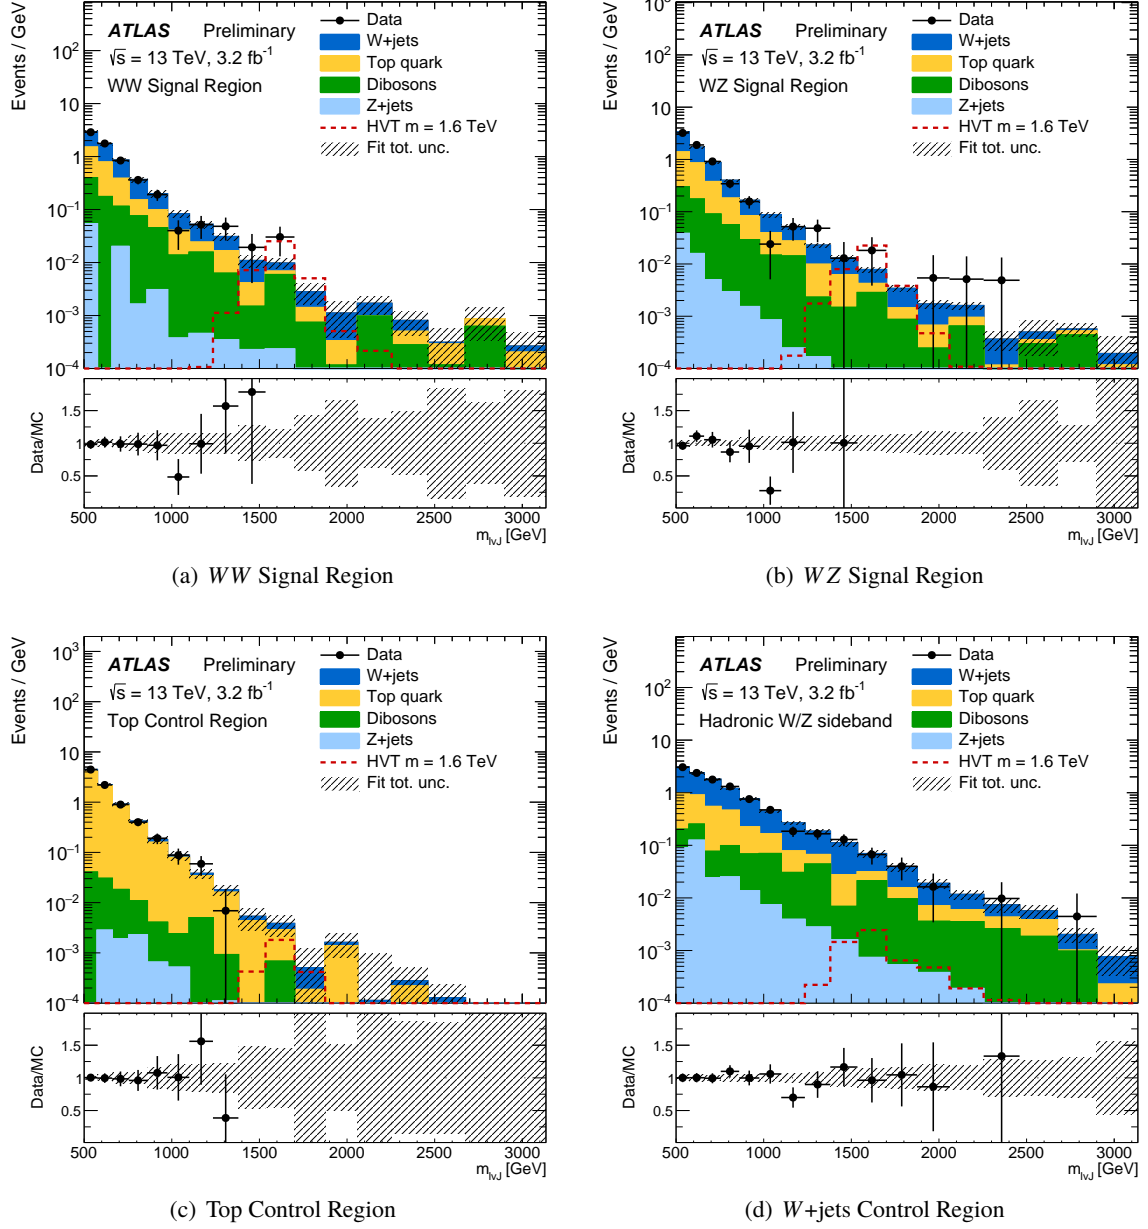 Events / GeV
ATLAS Preliminary
√s = 13 TeV, 3.2 fb⁻¹
WW Signal Region
Data
W+jets
Top quark
Dibosons
Z+jets
HVT m = 1.6 TeV
Fit tot. unc.
10²
10
1
10⁻¹
10⁻²
10⁻³
10⁻⁴
Data/MC
1.5
1
0.5
500 1000 1500 2000 2500 3000
m_lνJ [GeV]
(a) WW Signal Region
Events / GeV
ATLAS Preliminary
√s = 13 TeV, 3.2 fb⁻¹
WZ Signal Region
Data
W+jets
Top quark
Dibosons
Z+jets
HVT m = 1.6 TeV
Fit tot. unc.
10³
10²
10
1
10⁻¹
10⁻²
10⁻³
10⁻⁴
Data/MC
1.5
1
0.5
500 1000 1500 2000 2500 3000
m_lνJ [GeV]
(b) WZ Signal Region
Events / GeV
ATLAS Preliminary
√s = 13 TeV, 3.2 fb⁻¹
Top Control Region
Data
W+jets
Top quark
Dibosons
Z+jets
HVT m = 1.6 TeV
Fit tot. unc.
10³
10²
10
1
10⁻¹
10⁻²
10⁻³
10⁻⁴
Data/MC
1.5
1
0.5
500 1000 1500 2000 2500 3000
m_lνJ [GeV]
(c) Top Control Region
Events / GeV
ATLAS Preliminary
√s = 13 TeV, 3.2 fb⁻¹
Hadronic W/Z sideband
Data
W+jets
Top quark
Dibosons
Z+jets
HVT m = 1.6 TeV
Fit tot. unc.
10²
10
1
10⁻¹
10⁻²
10⁻³
10⁻⁴
Data/MC
1.5
1
0.5
500 1000 1500 2000 2500 3000
m_lνJ [GeV]
(d) W+jets Control Region